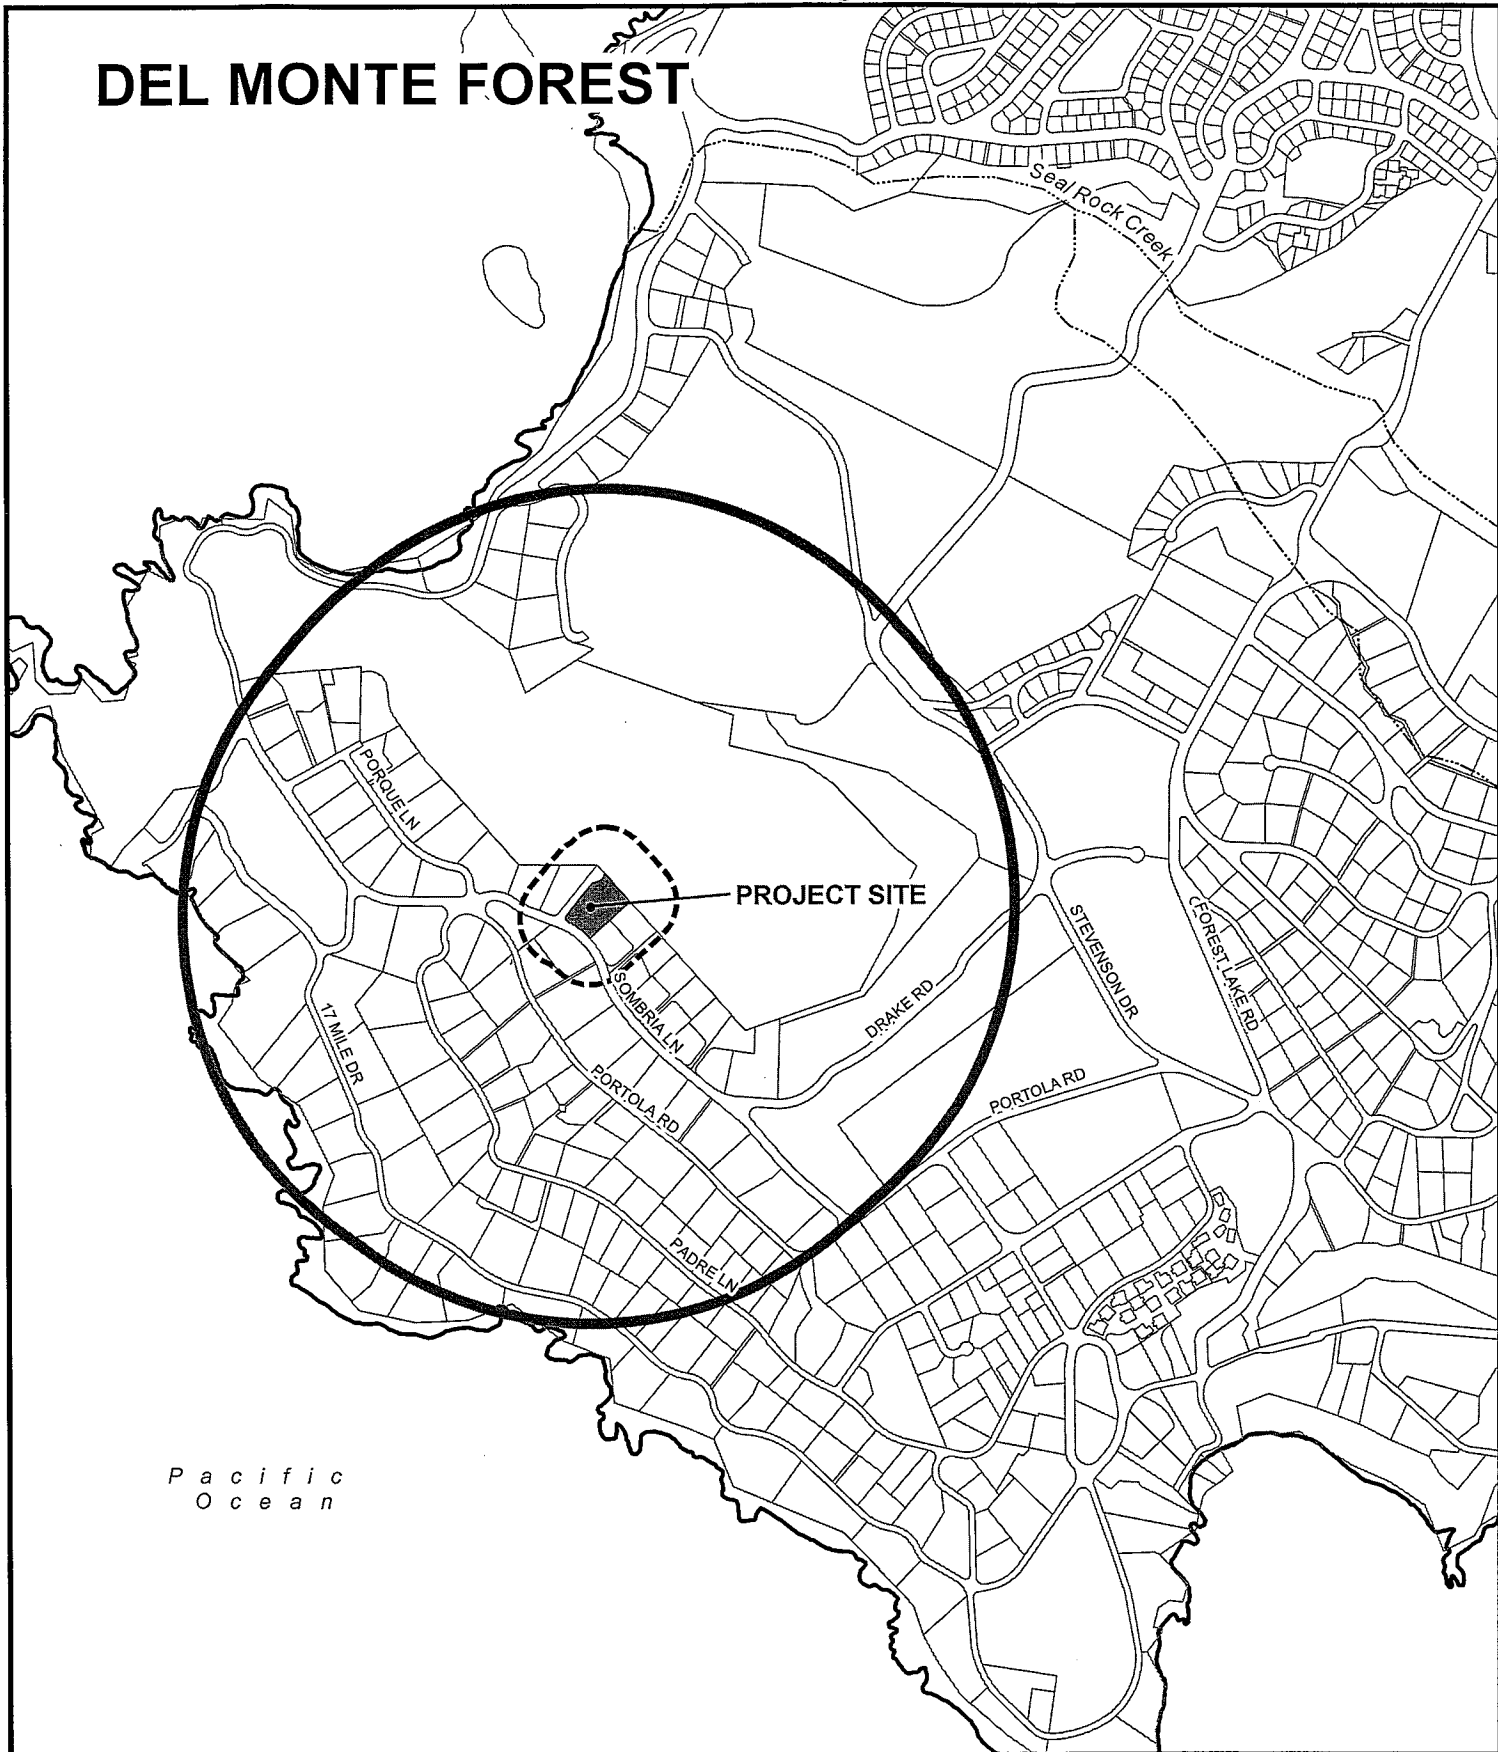 DEL MONTE FOREST
Seal Rock Creek
PORQUE LN
PROJECT SITE
STEVENSON DR
FOREST LAKE RD
SOMBRIA LN
DRAKE RD
17 MILE DR
PORTOLA RD
PORTOLA RD
PADRE LN
Pacific
Ocean